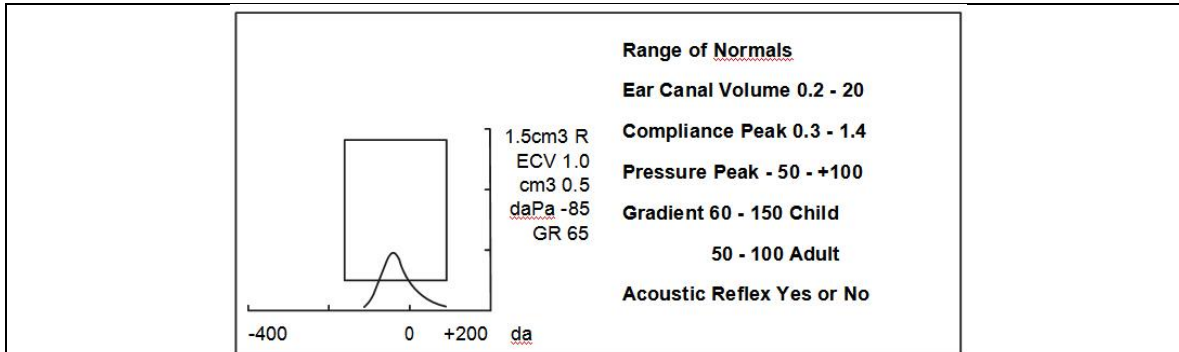 1.5cm3 R
ECV 1.0
cm3 0.5
daPa -85
GR 65
-400 0 +200 da
Range of Normals
Ear Canal Volume 0.2 - 20
Compliance Peak 0.3 - 1.4
Pressure Peak - 50 - +100
Gradient 60 - 150 Child
50 - 100 Adult
Acoustic Reflex Yes or No